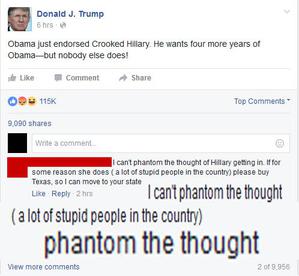 Donald J. Trump
6 hrs ·
Obama just endorsed Crooked Hillary. He wants four more years of
Obama—but nobody else does!
Like Comment Share
115K Top Comments
9,090 shares
Write a comment...
I can't phantom the thought of Hillary getting in. If for
some reason she does ( a lot of stupid people in the country) please buy
Texas, so I can move to your state
Like · Reply · 2 hrs
I can't phantom the thought
( a lot of stupid people in the country)
phantom the thought
View more comments 2 of 9,956